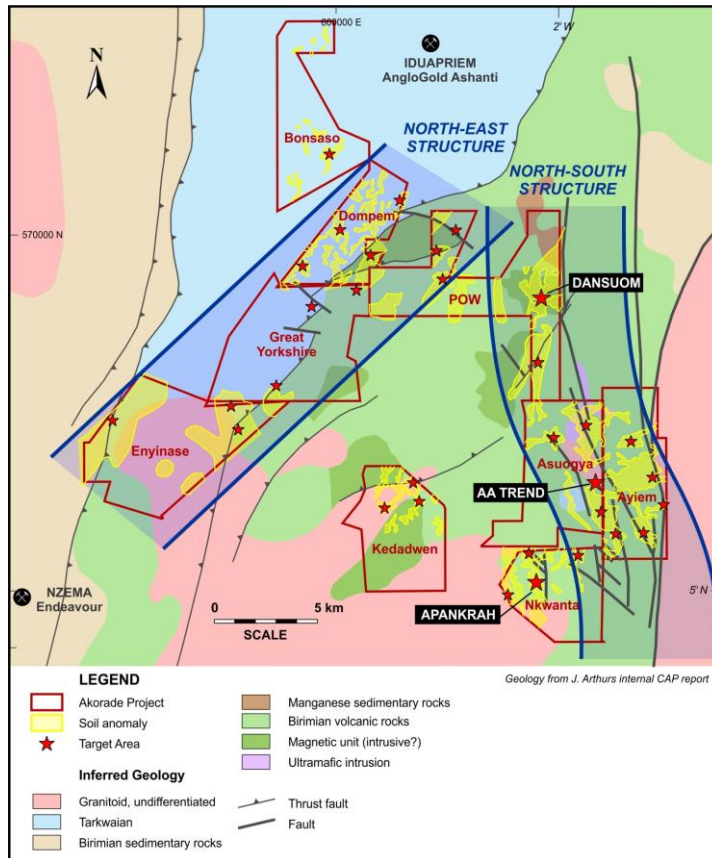 600000 E
2° W
N
IDUAPRIEM
AngloGold Ashanti
Bonsaso
NORTH-EAST
STRUCTURE
NORTH-SOUTH
STRUCTURE
Dompem
570000 N
DANSUOM
POW
Great
Yorkshire
Enyinase
Asuogya
AA TREND
Ayiem
Kedadwen
NZEMA
Endeavour
0 5 km
SCALE
APANKRAH
Nkwanta
5° N
Geology from J. Arthurs internal CAP report
LEGEND
Akorade Project
Soil anomaly
Target Area
Inferred Geology
Granitoid, undifferentiated
Tarkwaian
Birimian sedimentary rocks
Manganese sedimentary rocks
Birimian volcanic rocks
Magnetic unit (intrusive?)
Ultramafic intrusion
Thrust fault
Fault